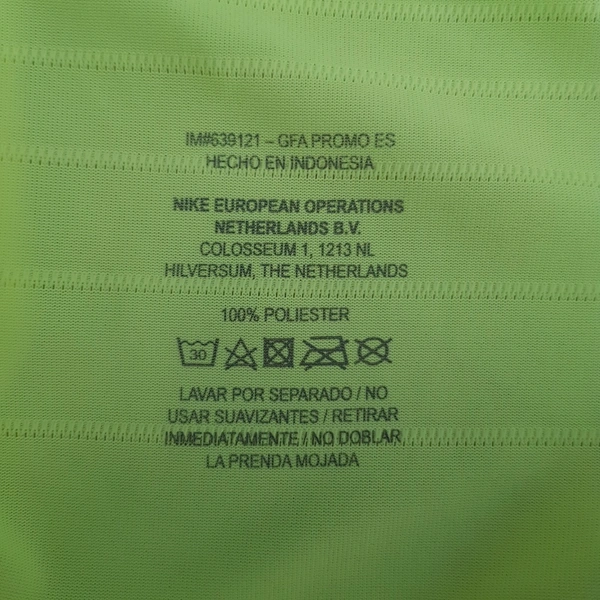 IM#639121 – GFA PROMO ES
HECHO EN INDONESIA
NIKE EUROPEAN OPERATIONS
NETHERLANDS B.V.
COLOSSEUM 1, 1213 NL
HILVERSUM, THE NETHERLANDS
100% POLIESTER
30
LAVAR POR SEPARADO / NO
USAR SUAVIZANTES / RETIRAR
INMEDIATAMENTE / NO DOBLAR
LA PRENDA MOJADA